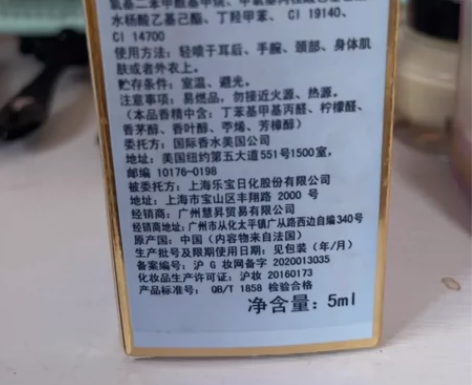 水杨酸乙基己酯、丁羟甲苯、 CI 19140、
CI 14700
使用方法：轻喷于耳后、手腕、颈部、身体肌
肤或者外衣上。
贮存条件：室温、避光。
注意事项：易燃品，勿接近火源、热源。
（本品香精中含：丁苯基甲基丙醛、柠檬醛、
香茅醇、香叶醇、苧烯、芳樟醇）
委托方：国际香水美国公司
地址：美国纽约第五大道551号1500室，
邮编 10176-0198
被委托方：上海乐宝日化股份有限公司
地址：上海市宝山区丰翔路 2000 号
经销商：广州慧昇贸易有限公司
经销商地址:广州市从化太平镇广从路西边自编340号
原产国：中国（内容物来自法国）
生产批号及限期使用日期：见包装（年/月）
备案编号：沪 G 妆网备字 2020013035
化妆品生产许可证：沪妆 20160173
产品标准号： QB/T 1858 检验合格
净含量：5ml